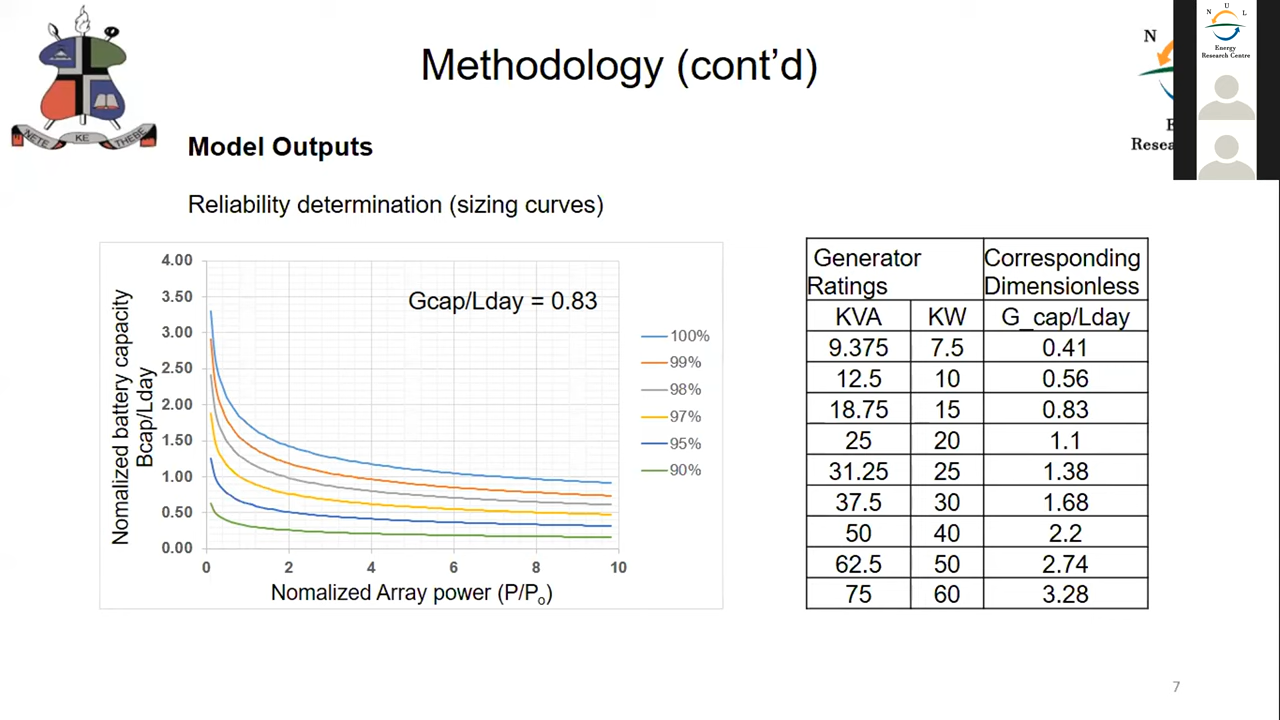 Methodology (cont’d)
NETE KE THEBE
N
E
Resea
N U L
Energy
Research Centre
Model Outputs
Reliability determination (sizing curves)
Nomalized battery capacity
Bcap/Lday
4.00
3.50
3.00
2.50
2.00
1.50
1.00
0.50
0.00
Gcap/Lday = 0.83
0 2 4 6 8 10
Nomalized Array power (P/Po)
100%
99%
98%
97%
95%
90%
Generator Corresponding
Ratings Dimensionless
KVA KW G_cap/Lday
9.375 7.5 0.41
12.5 10 0.56
18.75 15 0.83
25 20 1.1
31.25 25 1.38
37.5 30 1.68
50 40 2.2
62.5 50 2.74
75 60 3.28
7